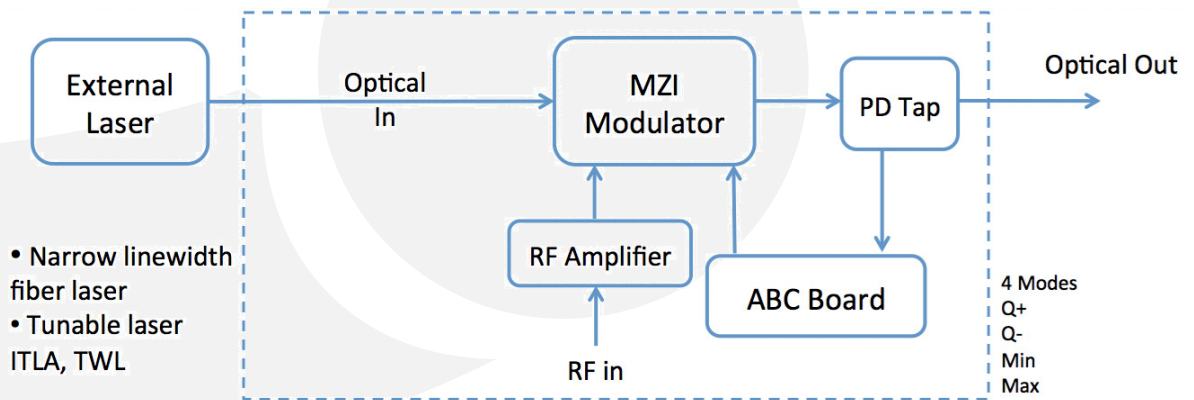 External
Laser
Optical
In
MZI
Modulator
PD Tap
Optical Out
RF Amplifier
ABC Board
RF in
• Narrow linewidth
fiber laser
• Tunable laser
ITLA, TWL
4 Modes
Q+
Q-
Min
Max